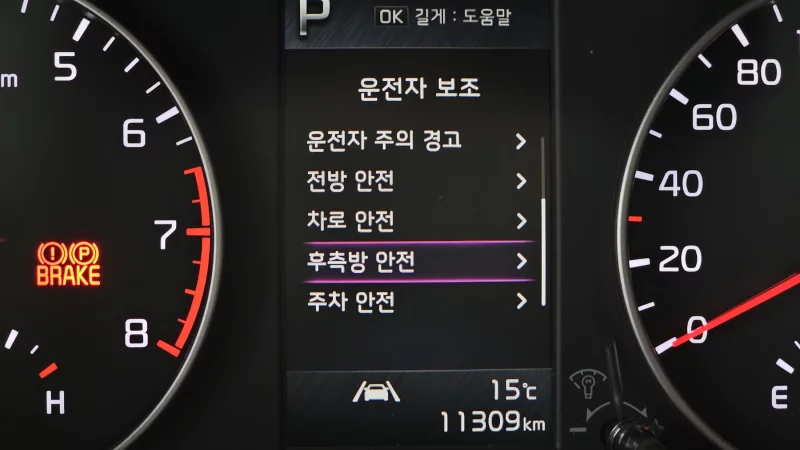 P OK 길게 : 도움말
운전자 보조
운전자 주의 경고
전방 안전
차로 안전
후측방 안전
주차 안전
15℃
11309km
m
5
6
7
8
H
(!) (P)
BRAKE
80
60
40
20
0
E